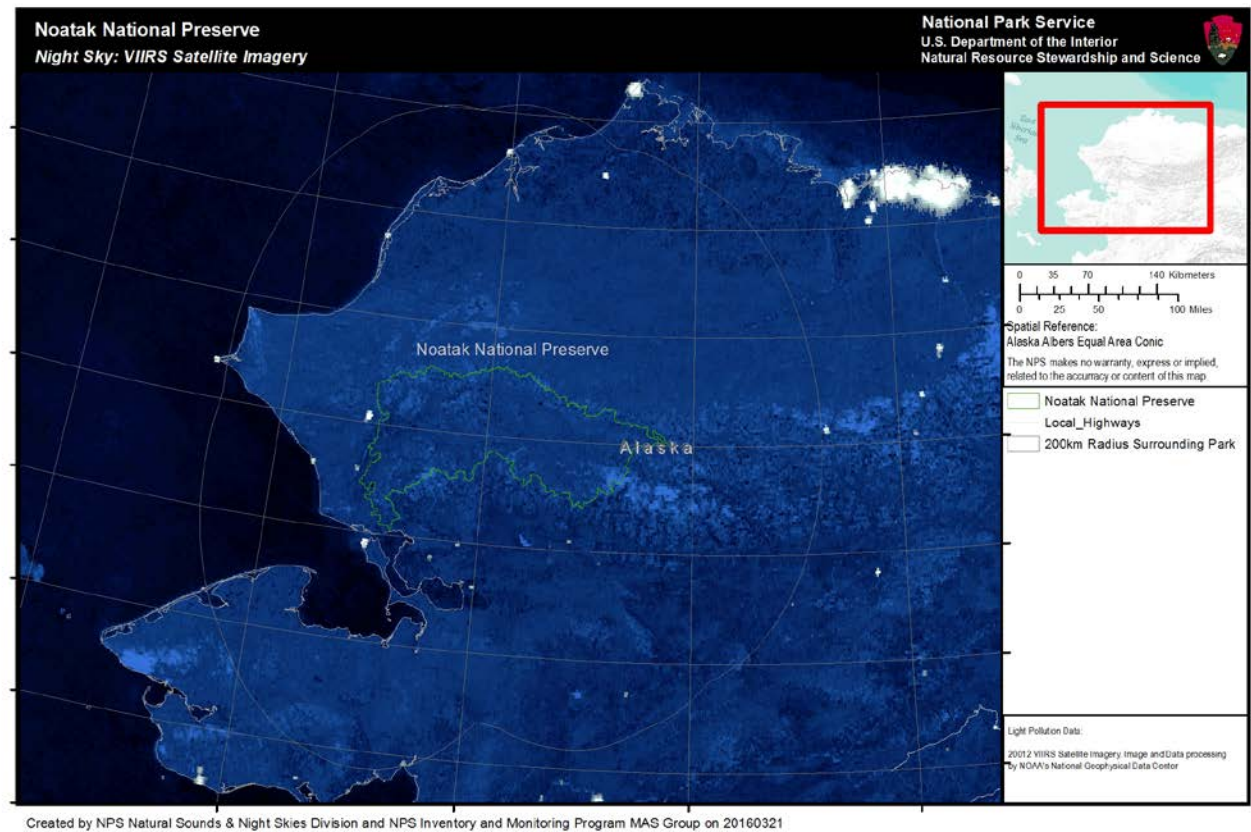 Noatak National Preserve
Night Sky: VIIRS Satellite Imagery
National Park Service
U.S. Department of the Interior
Natural Resource Stewardship and Science
East
Siberian
Sea
0 35 70 140 Kilometers
0 25 50 100 Miles
Spatial Reference:
Alaska Albers Equal Area Conic
The NPS makes no warranty, express or implied,
related to the accurracy or content of this map.
Noatak National Preserve
Alaska
Noatak National Preserve
Local_Highways
200km Radius Surrounding Park
Light Pollution Data:
20012 VIIRS Satellite Imagery, Image and Data processing
by NOAA's National Geophysical Data Center
Created by NPS Natural Sounds & Night Skies Division and NPS Inventory and Monitoring Program MAS Group on 20160321